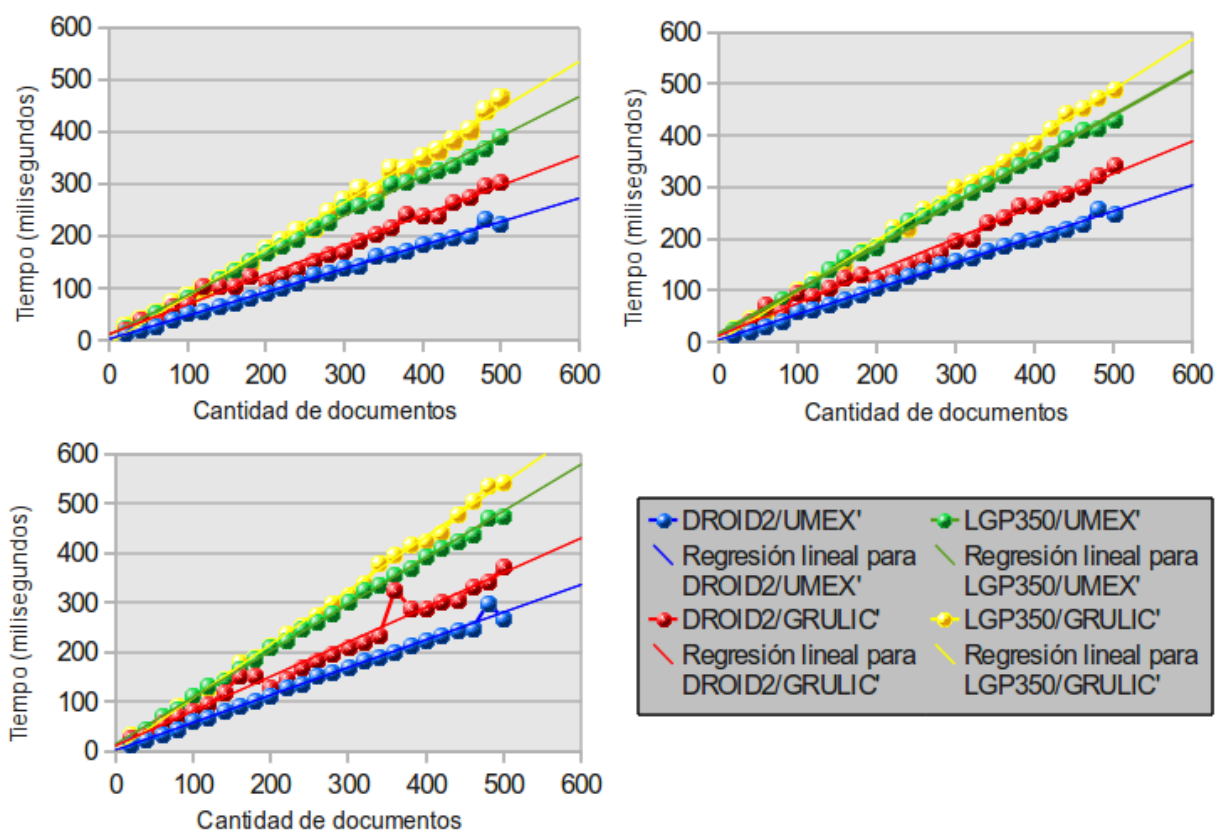 600
500
400
300
200
100
0
0 100 200 300 400 500 600
Tiempo (milisegundos)
Cantidad de documentos
600
500
400
300
200
100
0
0 100 200 300 400 500 600
Tiempo (milisegundos)
Cantidad de documentos
600
500
400
300
200
100
0
0 100 200 300 400 500 600
Tiempo (milisegundos)
Cantidad de documentos
DROID2/UMEX'
Regresión lineal para
DROID2/UMEX'
DROID2/GRULIC'
Regresión lineal para
DROID2/GRULIC'
LGP350/UMEX'
Regresión lineal para
LGP350/UMEX'
LGP350/GRULIC'
Regresión lineal para
LGP350/GRULIC'